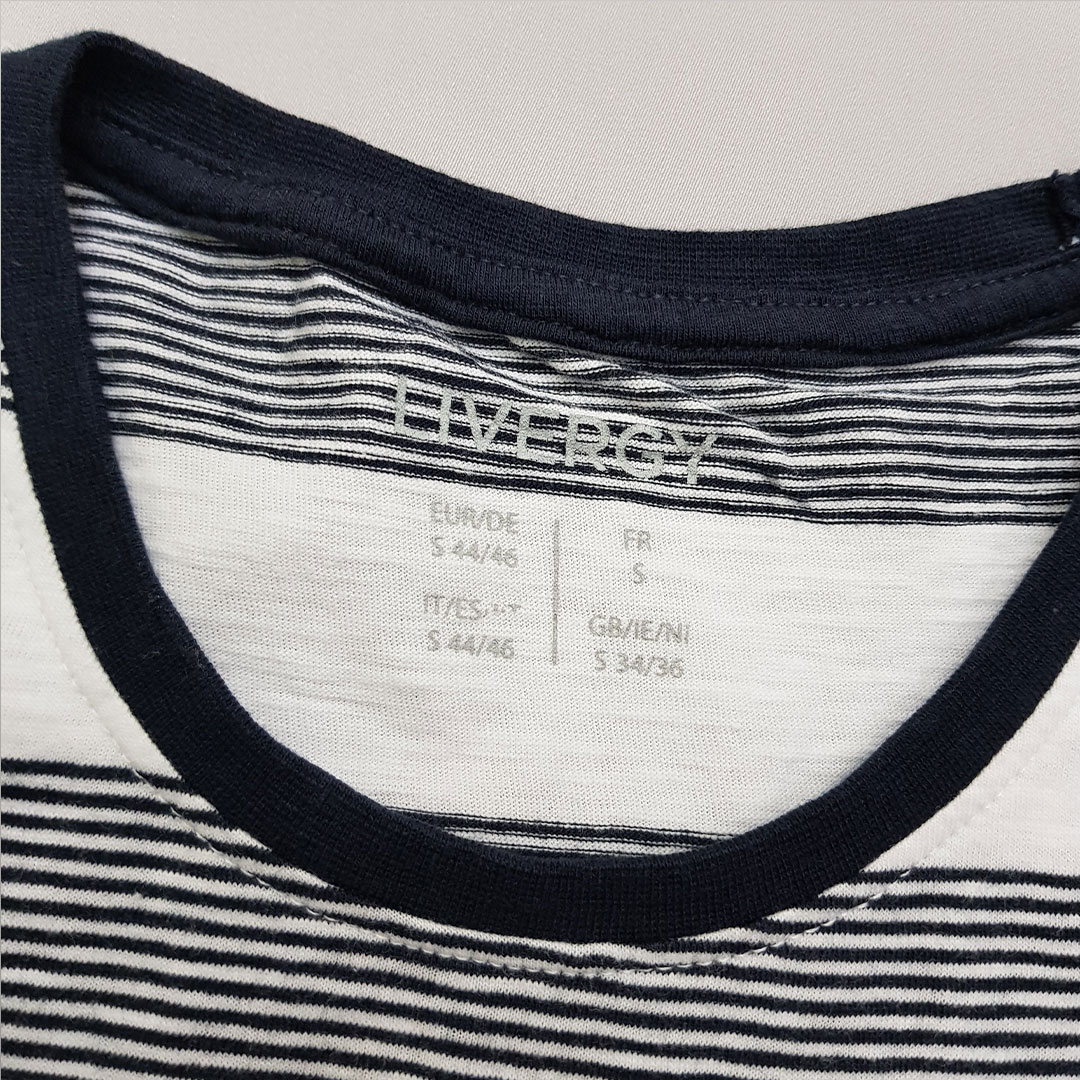 LIVERGY
EUR/DE
S 44/46
FR
S
IT/ES
S 44/46
GB/IE/NI
S 34/36